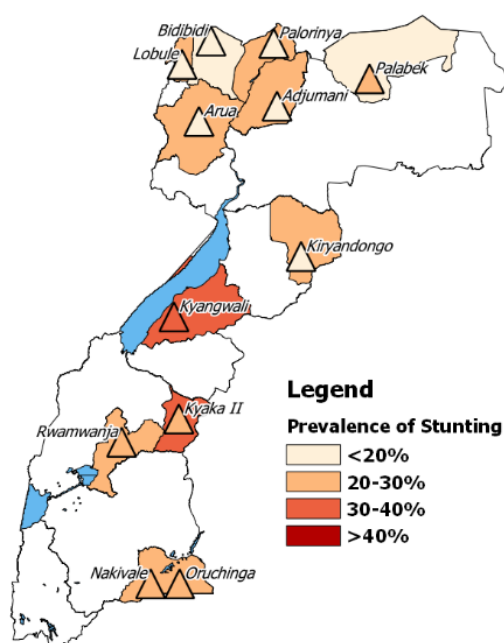 Bidibidi
Palorinya
Lobule
Palabek
Adjumani
Arua
Kiryandongo
Kyangwali
Legend
Prevalence of Stunting
<20%
20-30%
30-40%
>40%
Kyaka II
Rwamwanja
Nakivale
Oruchinga